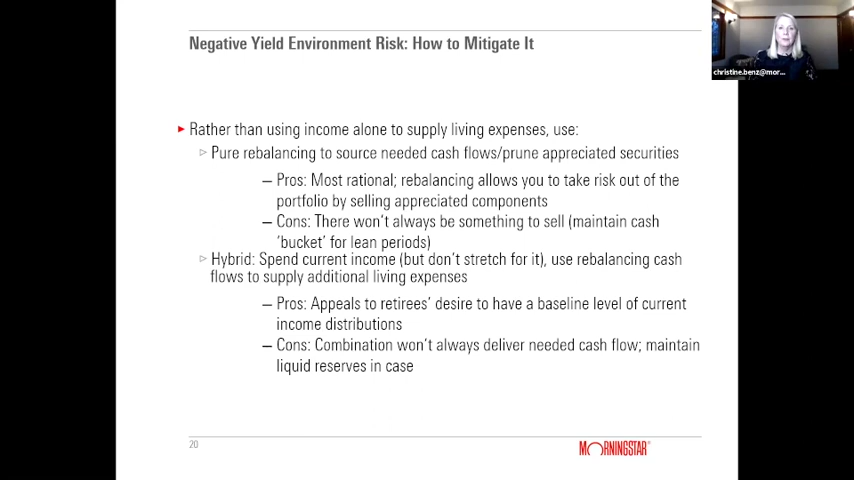 Negative Yield Environment Risk: How to Mitigate It
christine.benz@mor...
Rather than using income alone to supply living expenses, use:
Pure rebalancing to source needed cash flows/prune appreciated securities
– Pros: Most rational; rebalancing allows you to take risk out of the
portfolio by selling appreciated components
– Cons: There won't always be something to sell (maintain cash
'bucket' for lean periods)
Hybrid: Spend current income (but don't stretch for it), use rebalancing cash
flows to supply additional living expenses
– Pros: Appeals to retirees' desire to have a baseline level of current
income distributions
– Cons: Combination won't always deliver needed cash flow; maintain
liquid reserves in case
20
MORNINGSTAR